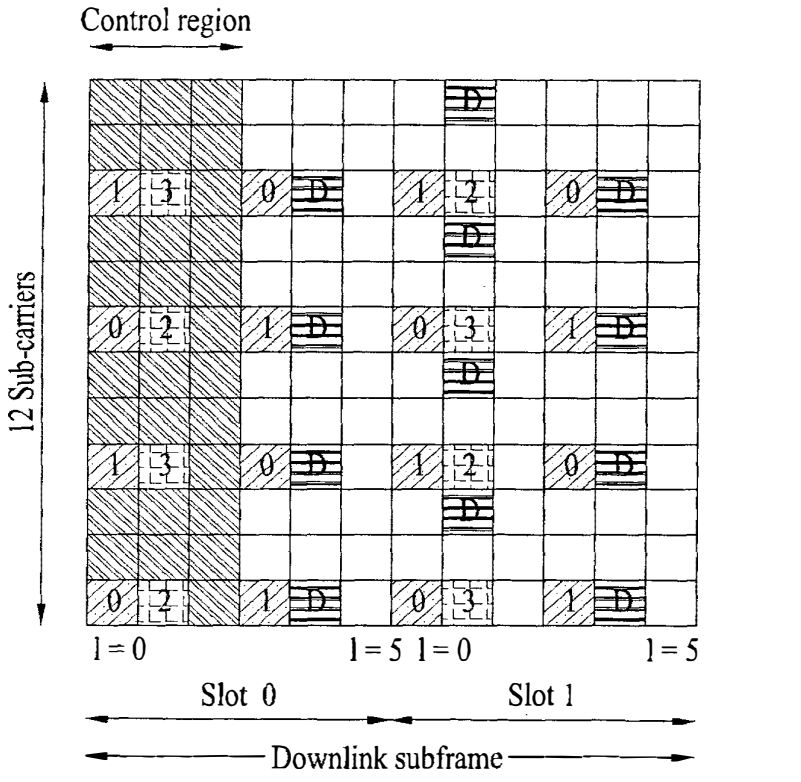 Control region
D
1 3 0 D 1 2 0 D
D
12 Sub-carriers
0 2 1 D 0 3 1 D
D
1 3 0 D 1 2 0 D
D
0 2 1 D 0 3 1 D
l = 0 l = 5 l = 0 l = 5
Slot 0 Slot 1
Downlink subframe